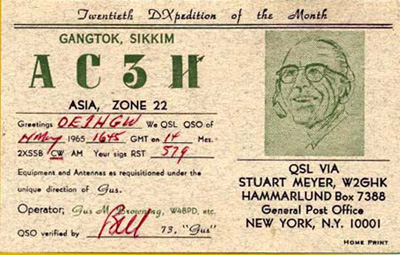 Twentieth DXpedition of the Month
GANGTOK, SIKKIM
AC3H
ASIA, ZONE 22
Greetings OE1HGW We QSL QSO of
May 1965 1645 GMT on 14 Mcs.
2XSSB CW AM Your sigs RST 579
Equipment and Antennas as requisitioned under the
unique direction of Gus.
Operator; Gus M. Browning, W4BPD, etc.
QSO verified by Bill 73, "Gus"
QSL VIA
STUART MEYER, W2GHK
HAMMARLUND Box 7388
General Post Office
NEW YORK, N.Y. 10001
HOME PRINT